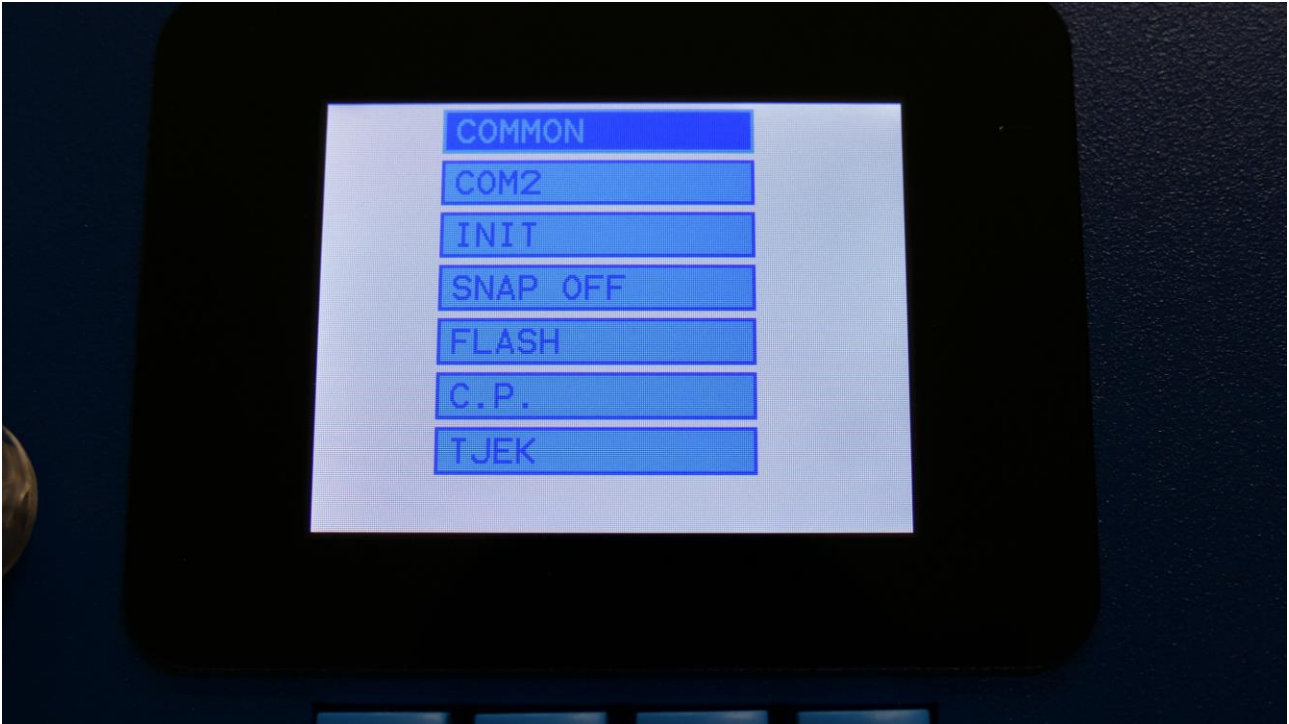 COMMON
COM2
INIT
SNAP OFF
FLASH
C.P.
TJEK